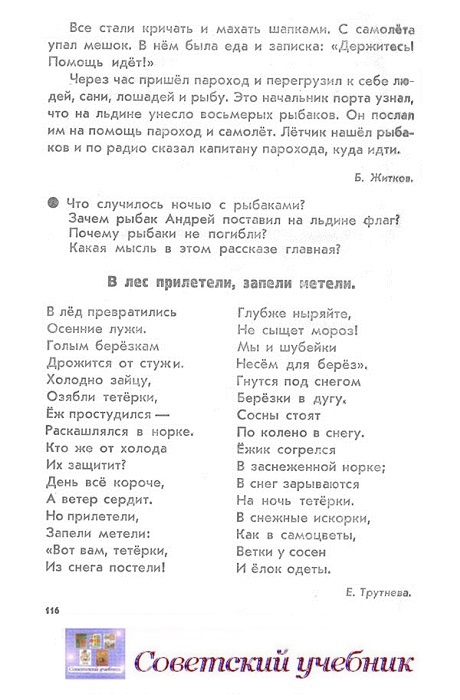 Все стали кричать и махать шапками. С самолёта
упал мешок. В нём была еда и записка: «Держитесь!
Помощь идёт!»
Через час пришёл пароход и перегрузил к себе лю-
дей, сани, лошадей и рыбу. Это начальник порта узнал,
что на льдине унесло восьмерых рыбаков. Он послал
им на помощь пароход и самолёт. Лётчик нашёл рыба-
ков и по радио сказал капитану парохода, куда идти.
Б. Житков.
Что случилось ночью с рыбаками?
Зачем рыбак Андрей поставил на льдине флаг?
Почему рыбаки не погибли?
Какая мысль в этом рассказе главная?
В лес прилетели, запели метели.
В лёд превратились
Осенние лужи.
Голым берёзкам
Дрожится от стужи.
Холодно зайцу,
Озябли тетёрки,
Ёж простудился —
Раскашлялся в норке.
Кто же от холода
Их защитит?
День всё короче,
А ветер сердит.
Но прилетели,
Запели метели:
«Вот вам, тетёрки,
Из снега постели!
Глубже ныряйте,
Не сыщет мороз!
Мы и шубейки
Несём для берёз».
Гнутся под снегом
Берёзки в дугу.
Сосны стоят
По колено в снегу.
Ёжик согрелся
В заснеженной норке;
В снег зарываются
На ночь тетёрки.
В снежные искорки,
Как в самоцветы,
Ветки у сосен
И ёлок одеты.
Е. Трутнева.
116
Советский учебник
Советский учебник